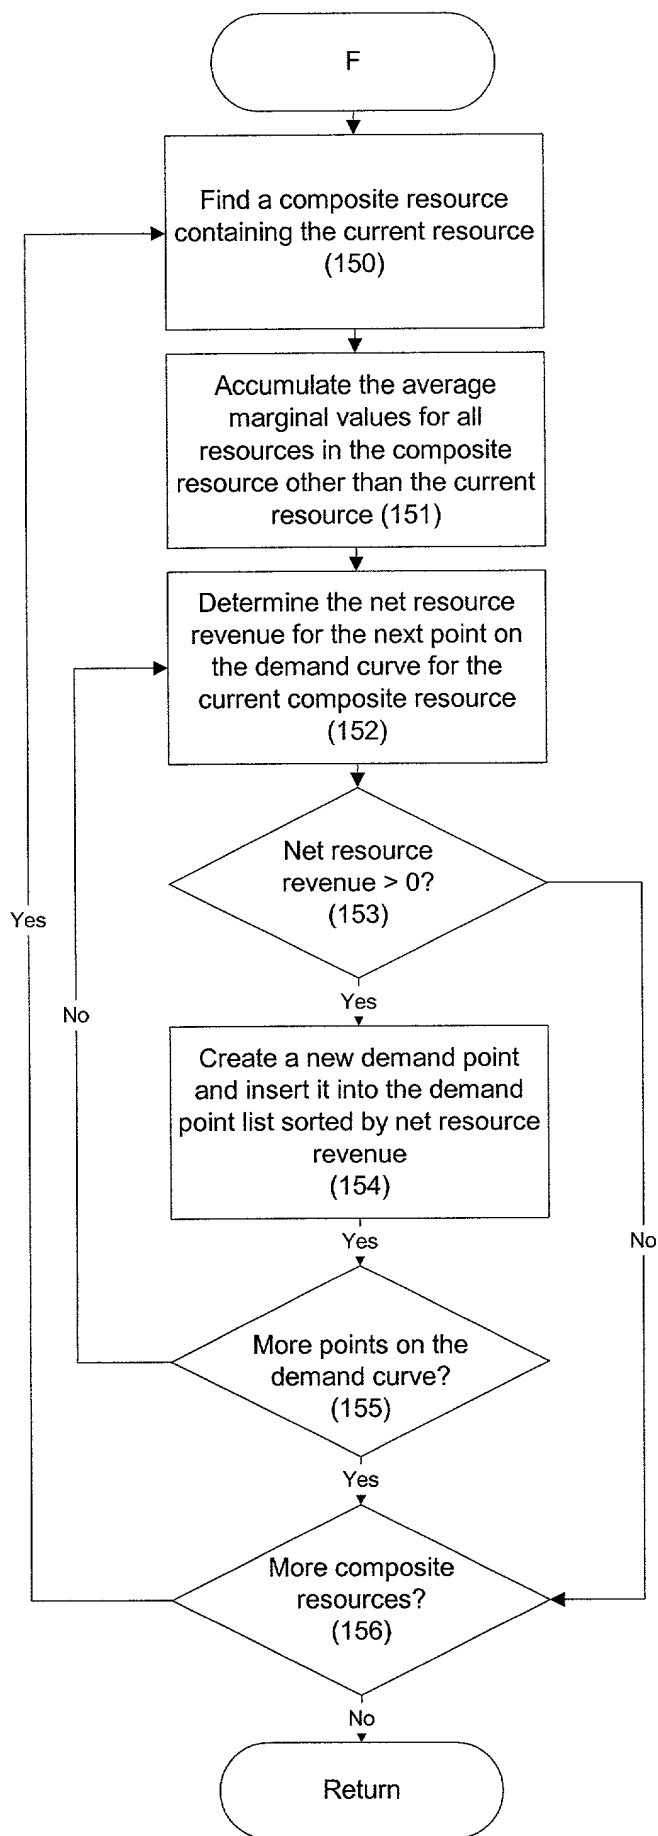 F
Find a composite resource
containing the current resource
(150)
Accumulate the average
marginal values for all
resources in the composite
resource other than the current
resource (151)
Determine the net resource
revenue for the next point on
the demand curve for the
current composite resource
(152)
Net resource
revenue > 0?
(153)
Yes
No
Yes
Create a new demand point
and insert it into the demand
point list sorted by net resource
revenue
(154)
Yes
No
More points on the
demand curve?
(155)
Yes
More composite
resources?
(156)
No
Return